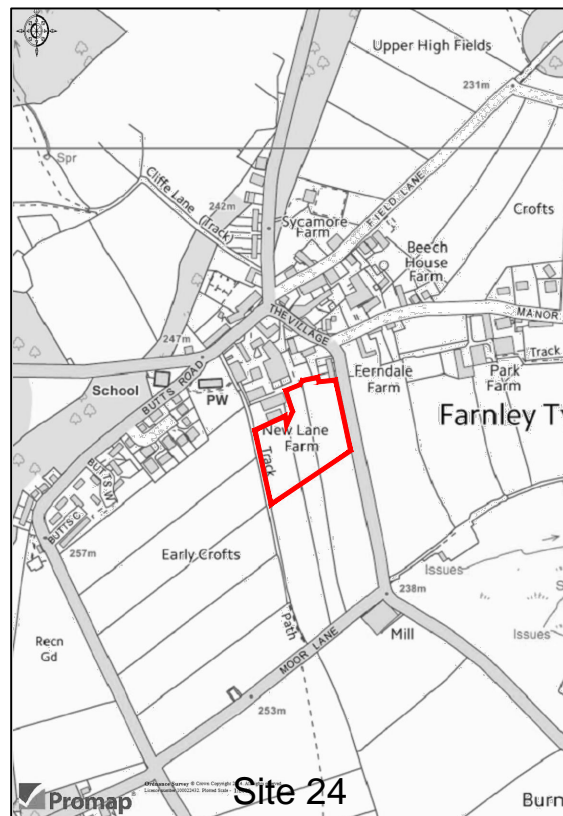 Upper High Fields
231m
Spr
Cliffe Lane (Track)
242m
Sycamore
Farm
FIELD LANE
Crofts
Beech
House
Farm
THE VILLAGE
MANOR
247m
Track
School
BUTTS ROAD
PW
Ferndale
Farm
Park
Farm
Farnley Ty
New Lane
Farm
Track
BUTTS W
BUTTS C
257m
Early Crofts
Issues
238m
Path
Mill
Issues
Recn
Gd
MOOR LANE
253m
Promap
Site 24
Burn